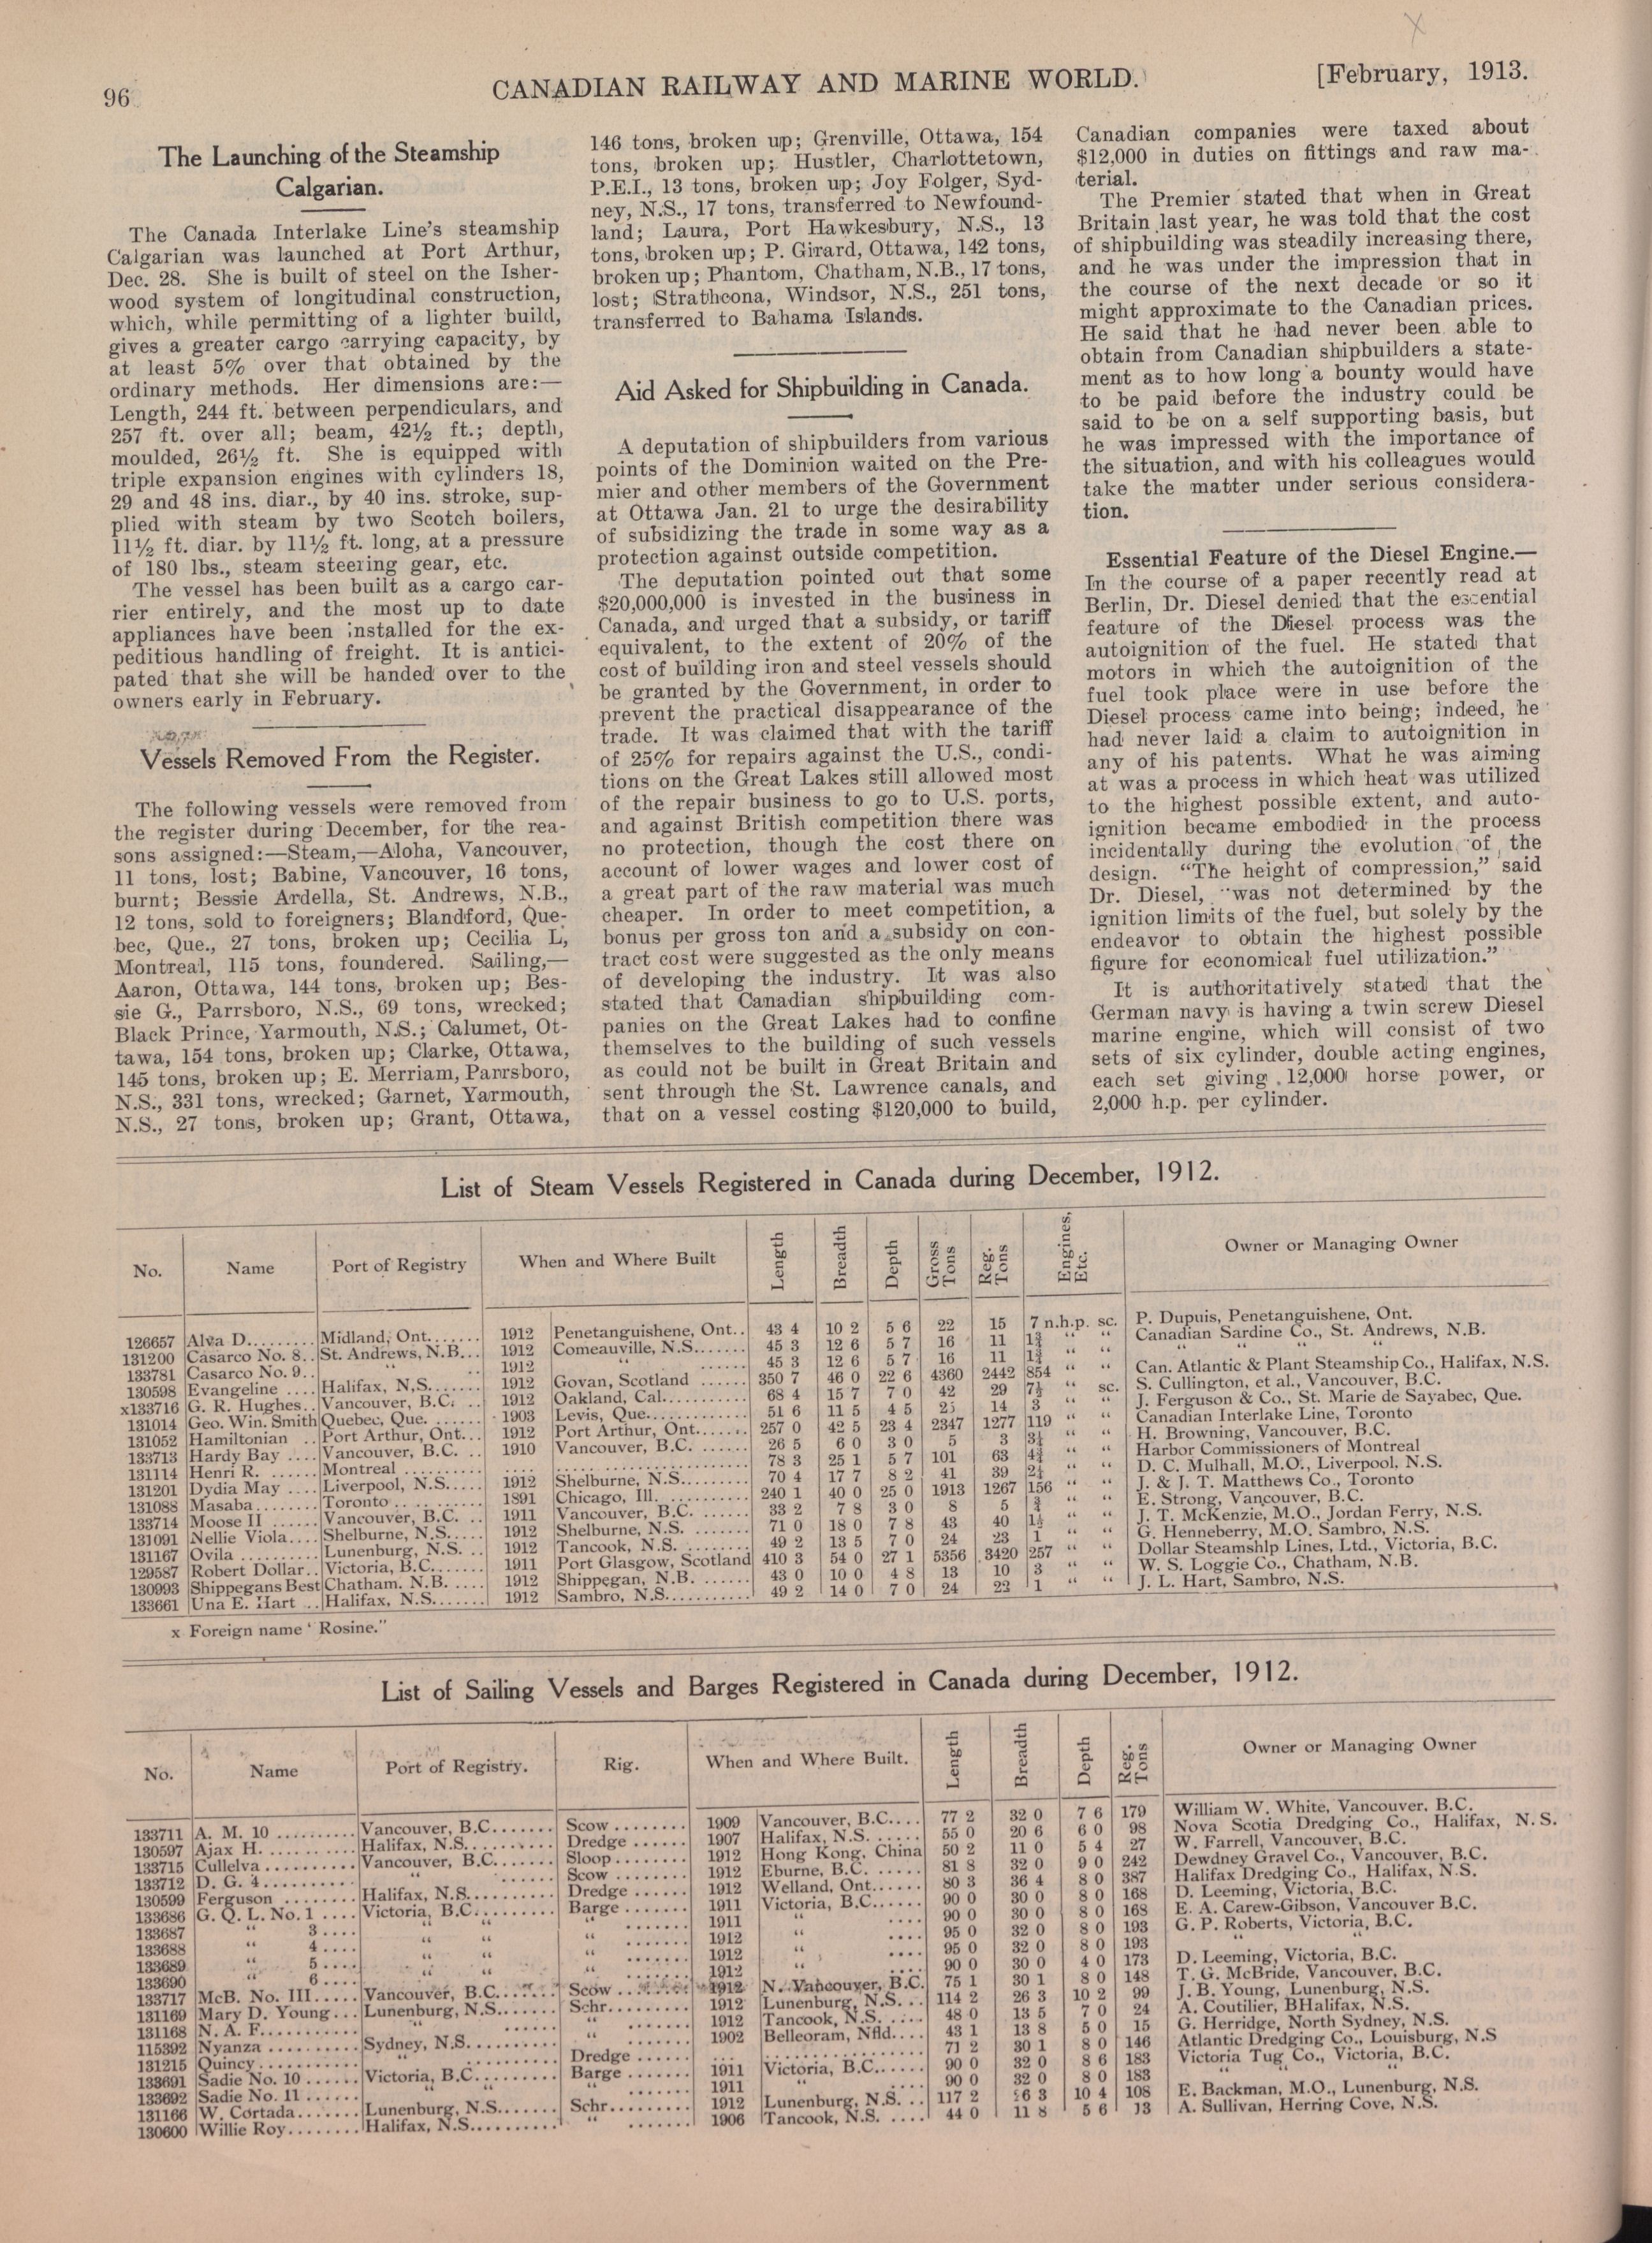 96
CANADIAN RAILWAY AND MARINE WORLD.
[February, 1913.
The Launching of the Steamship
Calgarian.
The Canada Interlake Line's steamship
Calgarian was launched at Port Arthur,
Dec. 28. She is built of steel on the Isher-
wood system of longitudinal construction,
which, while permitting of a lighter build,
gives a greater cargo carrying capacity, by
at least 5% over that obtained by the
ordinary methods. Her dimensions are:—
Length, 244 ft. between perpendiculars, and
257 ft. over all; beam, 42½ ft.; depth,
moulded, 26½ ft. She is equipped with
triple expansion engines with cylinders 18,
29 and 48 ins. diar., by 40 ins. stroke, sup-
plied with steam by two Scotch boilers,
11½ ft. diar. by 11½ ft. long, at a pressure
of 180 lbs., steam steering gear, etc.
The vessel has been built as a cargo car-
rier entirely, and the most up to date
appliances have been installed for the ex-
peditious handling of freight. It is antici-
pated that she will be handed over to the
owners early in February.
Vessels Removed From the Register.
The following vessels were removed from
the register during December, for the rea-
sons assigned:—Steam,—Aloha, Vancouver,
11 tons, lost; Babine, Vancouver, 16 tons,
burnt; Bessie Ardella, St. Andrews, N.B.,
12 tons, sold to foreigners; Blandford, Que-
bec, Que., 27 tons, broken up; Cecilia L,
Montreal, 115 tons, foundered. Sailing,—
Aaron, Ottawa, 144 tons, broken up; Bes-
sie G., Parrsboro, N.S., 69 tons, wrecked;
Black Prince, Yarmouth, N.S.; Calumet, Ot-
tawa, 154 tons, broken up; Clarke, Ottawa,
145 tons, broken up; E. Merriam, Parrsboro,
N.S., 331 tons, wrecked; Garnet, Yarmouth,
N.S., 27 tons, broken up; Grant, Ottawa,
146 tons, broken up; Grenville, Ottawa, 154
tons, broken up; Hustler, Charlottetown,
P.E.I., 13 tons, broken up; Joy Folger, Syd-
ney, N.S., 17 tons, transferred to Newfound-
land; Laura, Port Hawkesbury, N.S., 13
tons, broken up; P. Girard, Ottawa, 142 tons,
broken up; Phantom, Chatham, N.B., 17 tons,
lost; Strathcona, Windsor, N.S., 251 tons,
transferred to Bahama Islands.
Aid Asked for Shipbuilding in Canada.
A deputation of shipbuilders from various
points of the Dominion waited on the Pre-
mier and other members of the Government
at Ottawa Jan. 21 to urge the desirability
of subsidizing the trade in some way as a
protection against outside competition.
The deputation pointed out that some
$20,000,000 is invested in the business in
Canada, and urged that a subsidy, or tariff
equivalent, to the extent of 20% of the
cost of building iron and steel vessels should
be granted by the Government, in order to
prevent the practical disappearance of the
trade. It was claimed that with the tariff
of 25% for repairs against the U.S., condi-
tions on the Great Lakes still allowed most
of the repair business to go to U.S. ports,
and against British competition there was
no protection, though the cost there on
account of lower wages and lower cost of
a great part of the raw material was much
cheaper. In order to meet competition, a
bonus per gross ton and a subsidy on con-
tract cost were suggested as the only means
of developing the industry. It was also
stated that Canadian shipbuilding com-
panies on the Great Lakes had to confine
themselves to the building of such vessels
as could not be built in Great Britain and
sent through the St. Lawrence canals, and
that on a vessel costing $120,000 to build,
Canadian companies were taxed about
$12,000 in duties on fittings and raw ma-
terial.
The Premier stated that when in Great
Britain last year, he was told that the cost
of shipbuilding was steadily increasing there,
and he was under the impression that in
the course of the next decade or so it
might approximate to the Canadian prices.
He said that he had never been able to
obtain from Canadian shipbuilders a state-
ment as to how long a bounty would have
to be paid before the industry could be
said to be on a self supporting basis, but
he was impressed with the importance of
the situation, and with his colleagues would
take the matter under serious considera-
tion.
Essential Feature of the Diesel Engine.—
In the course of a paper recently read at
Berlin, Dr. Diesel denied that the essential
feature of the Diesel process was the
autoignition of the fuel. He stated that
motors in which the autoignition of the
fuel took place were in use before the
Diesel process came into being; indeed, he
had never laid a claim to autoignition in
any of his patents. What he was aiming
at was a process in which heat was utilized
to the highest possible extent, and auto-
ignition became embodied in the process
incidentally during the evolution of the
design. "The height of compression," said
Dr. Diesel, "was not determined by the
ignition limits of the fuel, but solely by the
endeavor to obtain the highest possible
figure for economical fuel utilization."
It is authoritatively stated that the
German navy is having a twin screw Diesel
marine engine, which will consist of two
sets of six cylinder, double acting engines,
each set giving 12,000 horse power, or
2,000 h.p. per cylinder.
List of Steam Vessels Registered in Canada during December, 1912.
No. Name Port of Registry When and Where Built Length Breadth Depth Gross Tons Reg. Tons Engines, Etc. Owner or Managing Owner
126657 Alva D......... Midland, Ont....... 1912 Penetanguishene, Ont.. 43 4 10 2 5 6 22 15 7 n.h.p. sc. P. Dupuis, Penetanguishene, Ont.
131200 Casarco No. 8.. St. Andrews, N.B... 1912 Comeauville, N.S....... 45 3 12 6 5 7 16 11 1¾ " " Canadian Sardine Co., St. Andrews, N.B.
133781 Casarco No. 9.. " .. 1912 " ...... 45 3 12 6 5 7 16 11 1¾ " " " " " "
130598 Evangeline .... Halifax, N,S....... 1912 Govan, Scotland ...... 350 7 46 0 22 6 4360 2442 854 " " Can. Atlantic & Plant Steamship Co., Halifax, N.S.
x133716 G. R. Hughes.. Vancouver, B.C. .. 1912 Oakland, Cal.......... 68 4 15 7 7 0 42 29 7½ " sc. S. Cullington, et al., Vancouver, B.C.
131014 Geo. Win. Smith Quebec, Que. ...... 1903 Levis, Que............ 51 6 11 5 4 5 14 3 " " J. Ferguson & Co., St. Marie de Sayabec, Que.
131052 Hamiltonian .. Port Arthur, Ont... 1912 Port Arthur, Ont...... 257 0 42 5 23 4 2347 1277 119 " " Canadian Interlake Line, Toronto
133713 Hardy Bay .... Vancouver, B.C. .. 1910 Vancouver, B.C. ...... 26 5 6 0 3 0 5 3 3¼ " " H. Browning, Vancouver, B.C.
131114 Henri R. ...... Montreal .......... .... ...................... 78 3 25 1 5 7 101 63 4¾ " " Harbor Commissioners of Montreal
131201 Dydia May .... Liverpool, N.S..... 1912 Shelburne, N.S......... 70 4 17 7 8 2 41 39 2¼ " " D. C. Mulhall, M.O., Liverpool, N.S.
131088 Masaba........ Toronto ........... 1891 Chicago, Ill. .......... 240 1 40 0 25 0 1913 1267 156 " " J. & J. T. Matthews Co., Toronto
133714 Moose II ...... Vancouver, B.C. .. 1911 Vancouver, B.C. ...... 33 2 7 8 3 0 8 5 ¾ " " E. Strong, Vancouver, B.C.
131091 Nellie Viola.... Shelburne, N.S..... 1912 Shelburne, N.S. ....... 71 0 18 0 7 8 43 40 1½ " " J. T. McKenzie, M.O., Jordan Ferry, N.S.
131167 Ovila .......... Lunenburg, N.S. .. 1912 Tancook, N.S. ........ 49 2 13 5 7 0 24 23 1 " " G. Henneberry, M.O. Sambro, N.S.
129587 Robert Dollar.. Victoria, B.C....... 1911 Port Glasgow, Scotland 410 3 54 0 27 1 5356 3420 257 " " Dollar Steamship Lines, Ltd., Victoria, B.C.
130993 Shippegans Best Chatham. N.B. ..... 1912 Shippegan, N.B. ...... 43 0 10 0 4 8 13 10 3 " " W. S. Loggie Co., Chatham, N.B.
133661 Una E. Hart .. Halifax, N.S....... 1912 Sambro, N.S........... 49 2 14 0 7 0 24 22 1 " " J. L. Hart, Sambro, N.S.
x Foreign name ' Rosine."
List of Sailing Vessels and Barges Registered in Canada during December, 1912.
No. Name Port of Registry. Rig. When and Where Built. Length Breadth Depth Reg. Tons Owner or Managing Owner
133711 A. M. 10 .......... Vancouver, B.C....... Scow ........ 1909 Vancouver, B.C.... 77 2 32 0 7 6 179 William W. White, Vancouver. B.C.
130597 Ajax H. ........... Halifax, N.S.......... Dredge ...... 1907 Halifax, N.S. ...... 55 0 20 6 6 0 98 Nova Scotia Dredging Co., Halifax, N.S.
133715 Cullelva .......... Vancouver, B.C....... Sloop ........ 1912 Hong Kong, China 50 2 11 0 5 4 27 W. Farrell, Vancouver, B.C.
133712 D. G. 4.......... " ...... Scow ........ 1912 Eburne, B.C. ..... 81 8 32 0 9 0 242 Dewdney Gravel Co., Vancouver, B.C.
130599 Ferguson ........ Halifax, N.S.......... Dredge ...... 1912 Welland, Ont...... 80 3 36 4 8 0 387 Halifax Dredging Co., Halifax, N.S.
133686 G. Q. L. No. 1 .... Victoria, B.C......... Barge ....... 1911 Victoria, B.C...... 90 0 30 0 8 0 168 D. Leeming, Victoria, B.C.
133687 " 3.... " " " ....... 1911 " .... 90 0 30 0 8 0 168 E. A. Carew-Gibson, Vancouver B.C.
133688 " 4.... " " " ....... 1912 " .... 95 0 32 0 8 0 193 G. P. Roberts, Victoria, B.C.
133689 " 5.... " " " ....... 1912 " .... 95 0 32 0 8 0 193 " "
133690 " 6.... " " " ....... 1912 " .... 90 0 30 0 4 0 173 D. Leeming, Victoria, B.C.
133717 McB. No. III..... Vancouver, B.C....... Scow ........ 1912 N. Vancouver, B.C. 75 1 30 1 8 0 148 T. G. McBride, Vancouver, B.C.
131169 Mary D. Young... Lunenburg, N.S....... Schr......... 1912 Lunenburg, N.S. ... 114 2 26 3 10 2 99 J. B. Young, Lunenburg, N.S.
131168 N. A. F........... " ...... " ....... 1912 Tancook, N.S. .... 48 0 13 5 7 0 24 A. Coutilier, BHalifax, N.S.
115392 Nyanza .......... Sydney, N.S.......... " ....... 1902 Belleoram, Nfld.... 43 1 13 8 5 0 15 G. Herridge, North Sydney, N.S.
131215 Quincy........... " .......... Dredge ...... ... ................. 71 2 30 1 8 0 146 Atlantic Dredging Co., Louisburg, N.S
133691 Sadie No. 10 ...... Victoria, B.C......... Barge ....... 1911 Victoria, B.C...... 90 0 32 0 8 6 183 Victoria Tug Co., Victoria, B.C.
133692 Sadie No. 11 ...... " " " ....... 1911 " .... 90 0 32 0 8 0 183 " " "
131166 W. Cortada....... Lunenburg, N.S....... Schr......... 1912 Lunenburg, N.S. ... 117 2 26 3 10 4 108 E. Backman, M.O., Lunenburg, N.S.
130600 Willie Roy........ Halifax, N.S.......... " ....... 1906 Tancook, N.S. .... 44 0 11 8 5 6 13 A. Sullivan, Herring Cove, N.S.